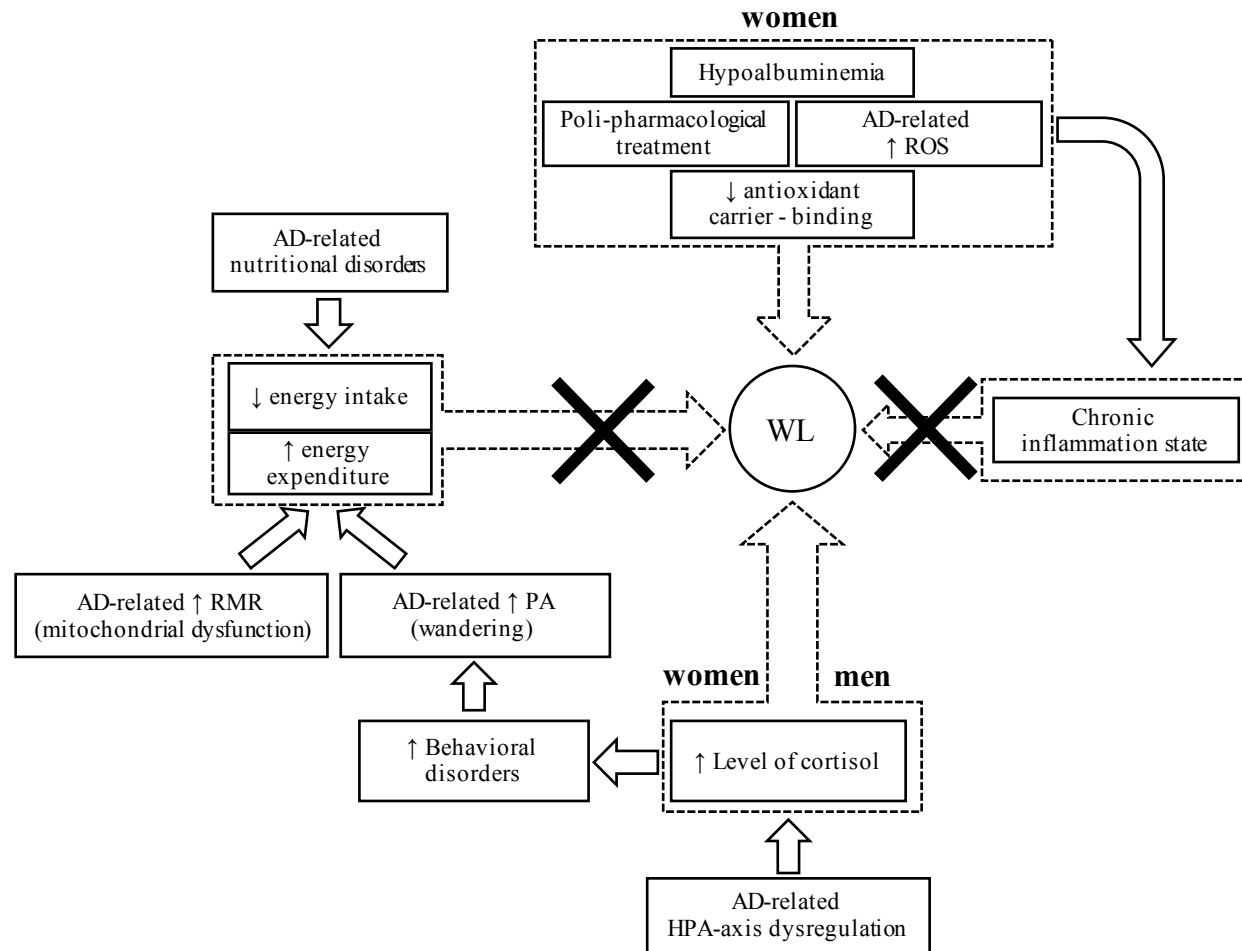 women
Hypoalbuminemia
Poli-pharmacological
treatment
AD-related
↑ ROS
↓ antioxidant
carrier - binding
AD-related
nutritional disorders
↓ energy intake
↑ energy
expenditure
WL
Chronic
inflammation state
AD-related ↑ RMR
(mitochondrial dysfunction)
AD-related ↑ PA
(wandering)
women
men
↑ Behavioral
disorders
↑ Level of cortisol
AD-related
HPA-axis dysregulation